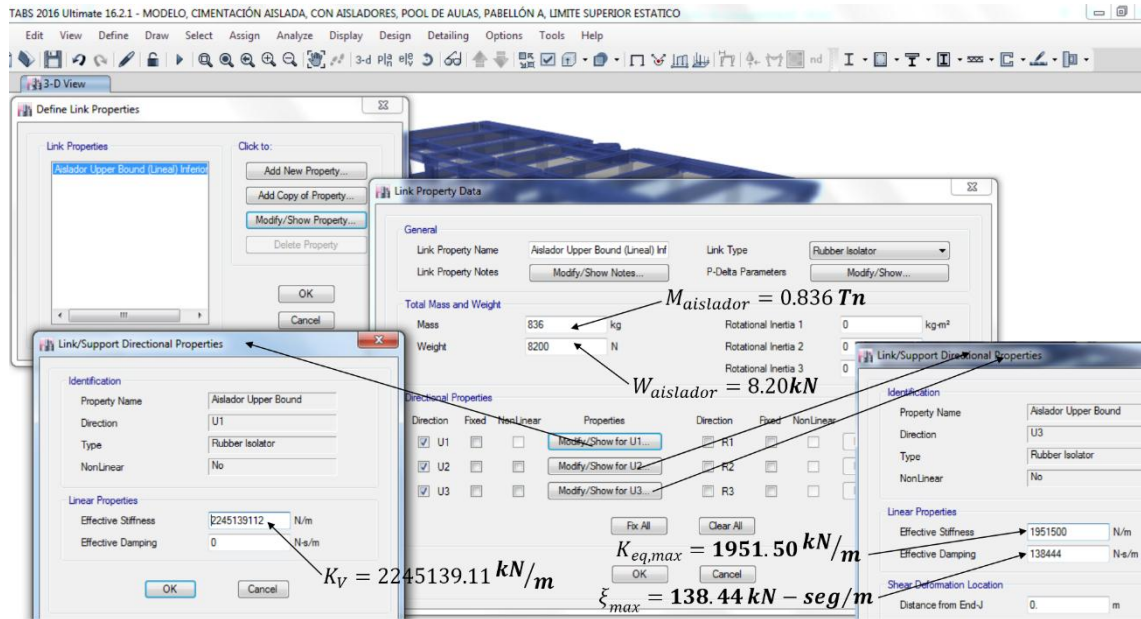 TABS 2016 Ultimate 16.2.1 - MODELO, CIMENTACIÓN AISLADA, CON AISLADORES, POOL DE AULAS, PABELLÓN A, LIMITE SUPERIOR ESTATICO
Edit View Define Draw Select Assign Analyze Display Design Detailing Options Tools Help
3-d
nd
3-D View
Define Link Properties
Link Properties
Aislador Upper Bound (Lineal) Inferior
Click to:
Add New Property...
Add Copy of Property...
Modify/Show Property...
Delete Property
OK
Cancel
Link Property Data
General
Link Property Name Aislador Upper Bound (Lineal) Inf Link Type Rubber Isolator
Link Property Notes Modify/Show Notes... P-Delta Parameters Modify/Show...
Total Mass and Weight
M_aislador = 0.836 Tn
Mass 836 kg Rotational Inertia 1 0 kg-m²
Weight 8200 N Rotational Inertia 2 0
Rotational Inertia 3 0
W_aislador = 8.20kN
Directional Properties
Direction Fixed NonLinear Properties Direction Fixed NonLinear
U1 Modify/Show for U1... R1
U2 Modify/Show for U2... R2
U3 Modify/Show for U3... R3
Fix All Clear All
K_eq,max = 1951.50 kN/m
OK Cancel
ξ_max = 138.44 kN − seg/m
Link/Support Directional Properties
Identification
Property Name Aislador Upper Bound
Direction U1
Type Rubber Isolator
NonLinear No
Linear Properties
Effective Stiffness 2245139112 N/m
Effective Damping 0 N-s/m
K_V = 2245139.11 kN/m
OK Cancel
Link/Support Directional Properties
Identification
Property Name Aislador Upper Bound
Direction U3
Type Rubber Isolator
NonLinear No
Linear Properties
Effective Stiffness 1951500 N/m
Effective Damping 138444 N-s/m
Shear Deformation Location
Distance from End-J 0. m